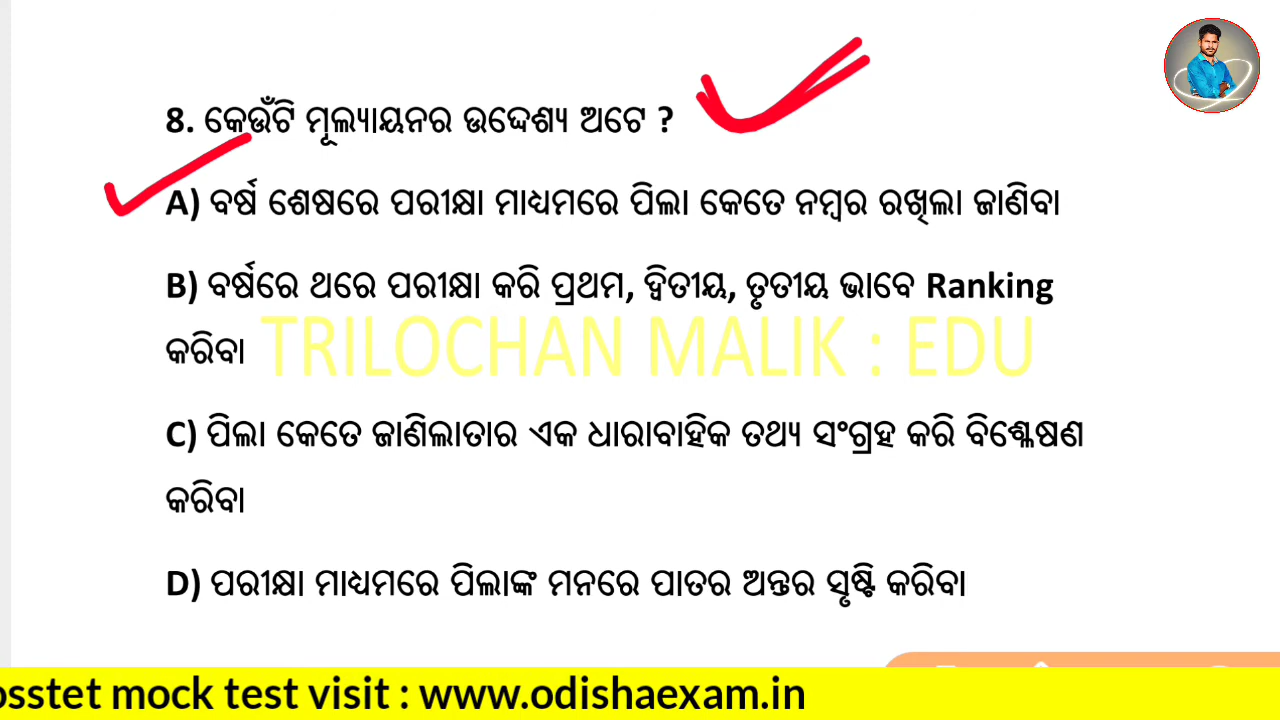 8. କେଉଁଟି ମୂଲ୍ୟାୟନର ଉଦ୍ଦେଶ୍ୟ ଅଟେ ?
A) ବର୍ଷ ଶେଷରେ ପରୀକ୍ଷା ମାଧ୍ୟମରେ ପିଲା କେତେ ନମ୍ବର ରଖିଲା ଜାଣିବା
B) ବର୍ଷରେ ଥରେ ପରୀକ୍ଷା କରି ପ୍ରଥମ, ଦ୍ୱିତୀୟ, ତୃତୀୟ ଭାବେ Ranking
କରିବା
TRILOCHAN MALIK : EDU
C) ପିଲା କେତେ ଜାଣିଲାତାର ଏକ ଧାରାବାହିକ ତଥ୍ୟ ସଂଗ୍ରହ କରି ବିଶ୍ଳେଷଣ
କରିବା
D) ପରୀକ୍ଷା ମାଧ୍ୟମରେ ପିଲାଙ୍କ ମନରେ ପାତର ଅନ୍ତର ସୃଷ୍ଟି କରିବା
osstet mock test visit : www.odishaexam.in